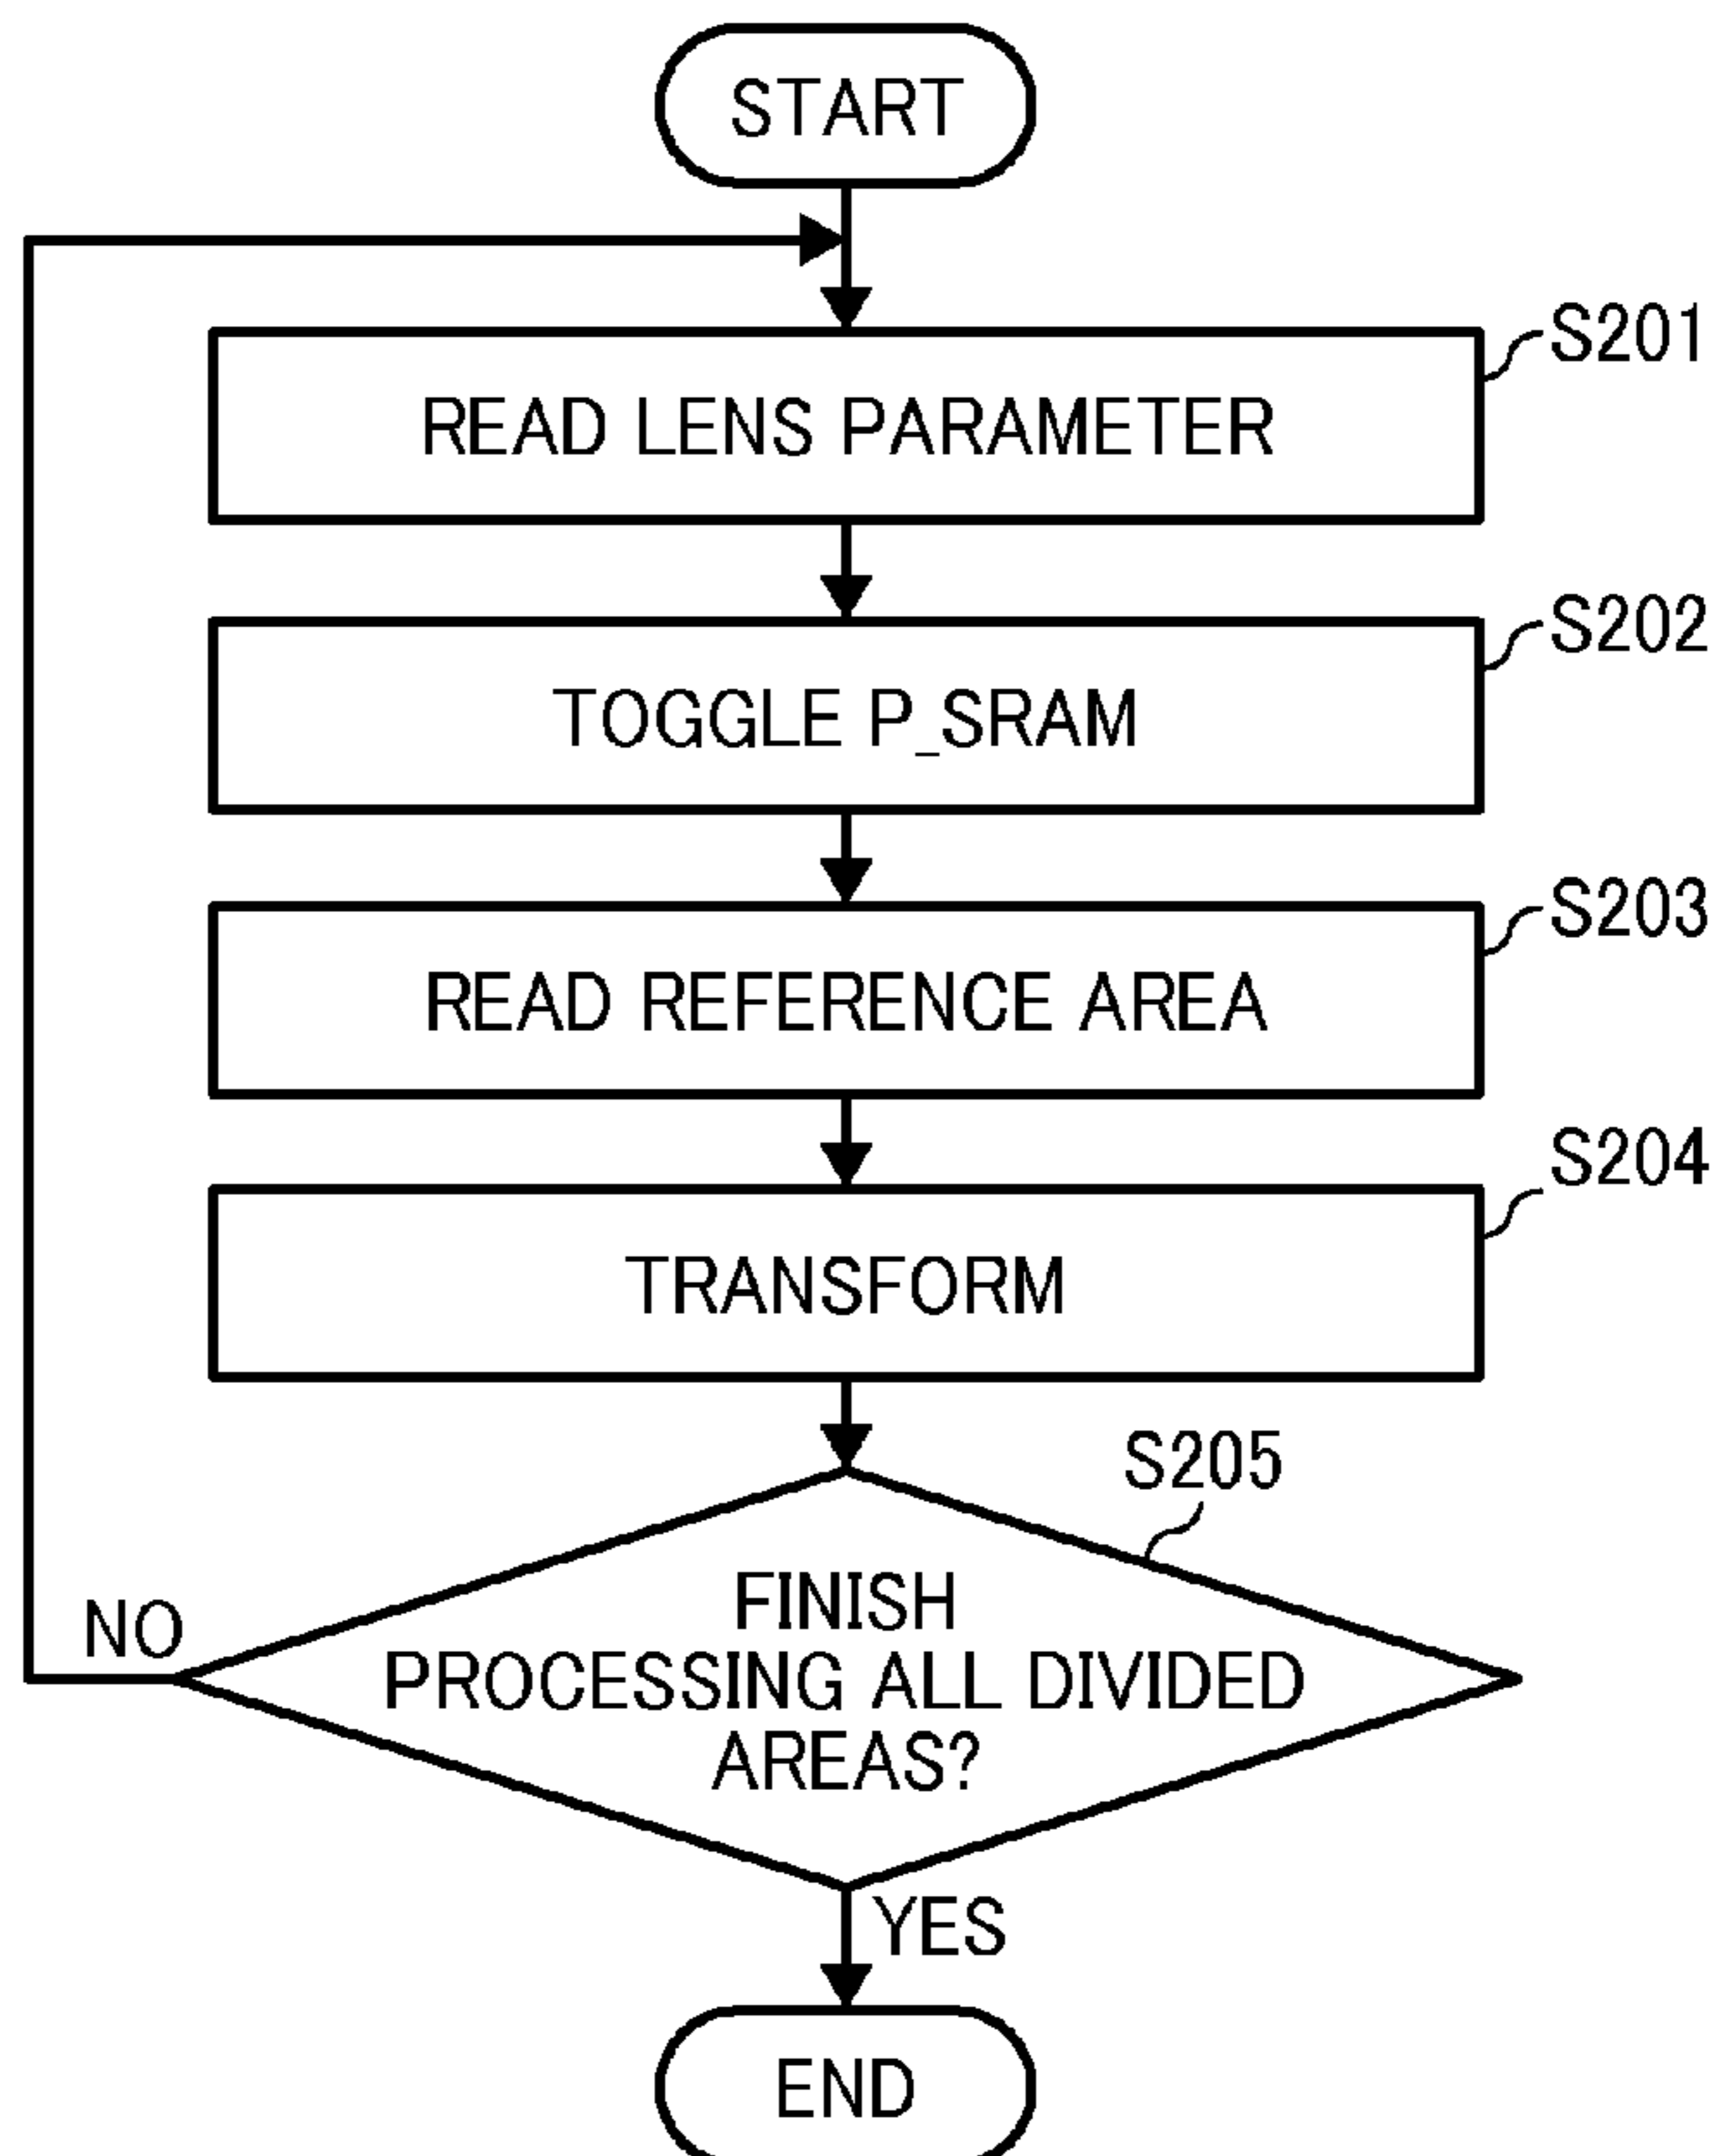 START
S201
READ LENS PARAMETER
S202
TOGGLE P_SRAM
S203
READ REFERENCE AREA
S204
TRANSFORM
S205
FINISH
PROCESSING ALL DIVIDED
AREAS?
NO
YES
END